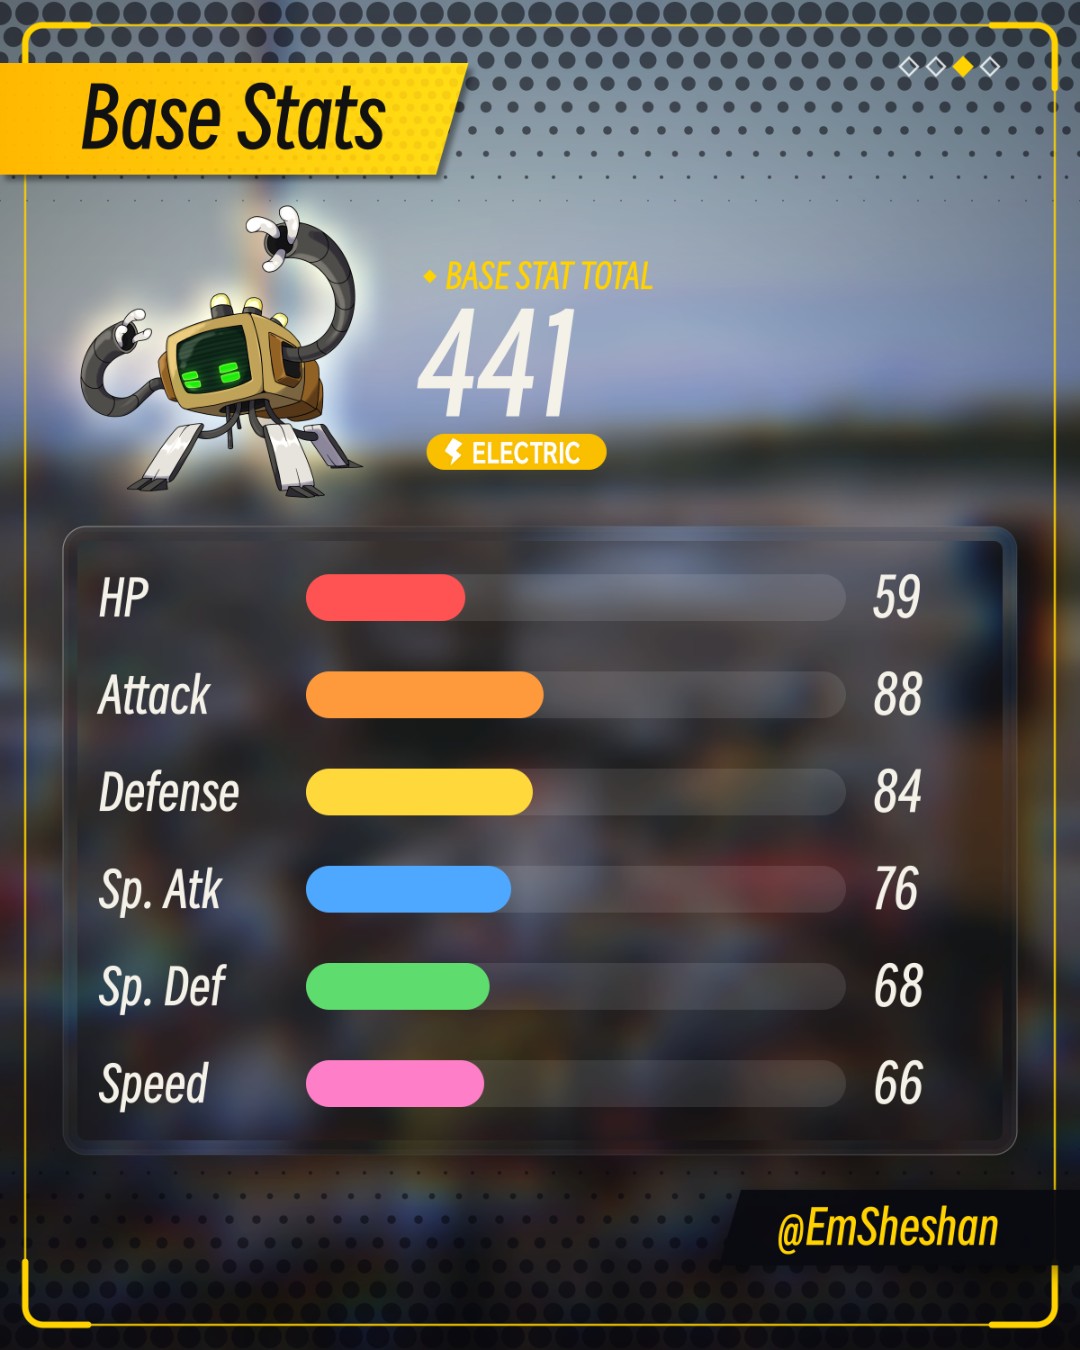 Base Stats
BASE STAT TOTAL
441
ELECTRIC
HP 59
Attack 88
Defense 84
Sp. Atk 76
Sp. Def 68
Speed 66
@EmSheshan